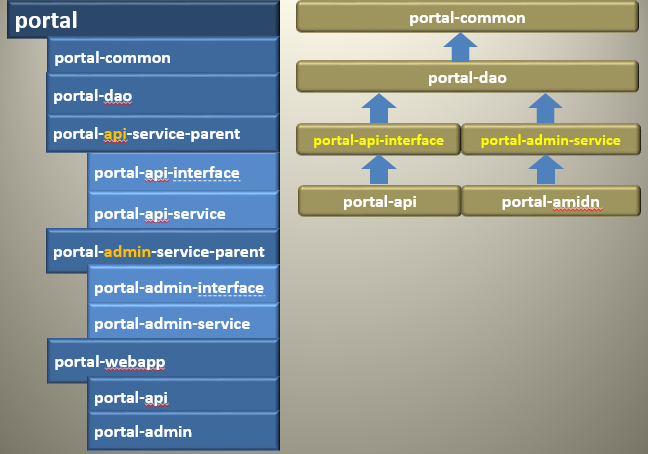 portal
portal-common
portal-dao
portal-api-service-parent
portal-api-interface
portal-api-service
portal-admin-service-parent
portal-admin-interface
portal-admin-service
portal-webapp
portal-api
portal-admin
portal-common
portal-dao
portal-api-interface
portal-admin-service
portal-api
portal-amidn